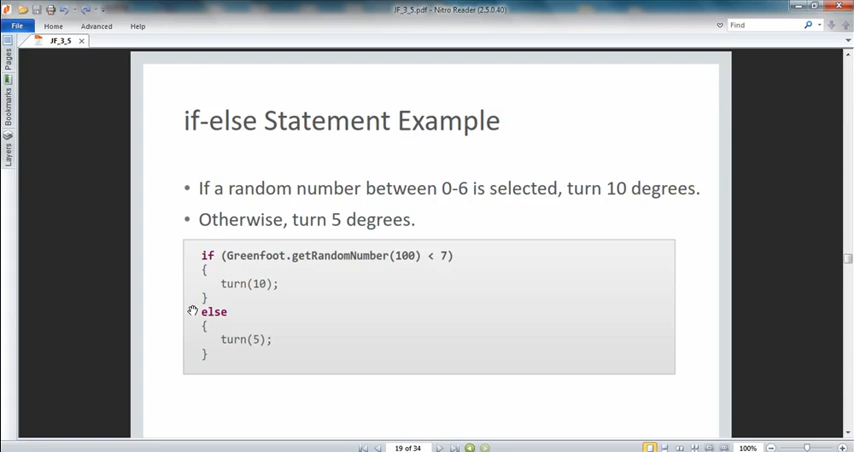 JF_3_5.pdf - Nitro Reader (2.5.0.40)
File Home Advanced Help
Find
JF_3_5
Pages
Bookmarks
Layers
if-else Statement Example
• If a random number between 0-6 is selected, turn 10 degrees.
• Otherwise, turn 5 degrees.
if (Greenfoot.getRandomNumber(100) < 7)
{
turn(10);
}
else
{
turn(5);
}
19 of 34
100%